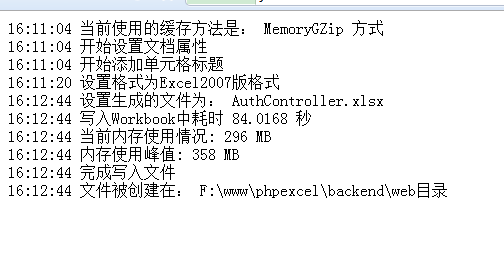 16:11:04 当前使用的缓存方法是： MemoryGZip 方式
16:11:04 开始设置文档属性
16:11:04 开始添加单元格标题
16:11:20 设置格式为Excel2007版格式
16:12:44 设置生成的文件为： AuthController.xlsx
16:12:44 写入Workbook中耗时 84.0168 秒
16:12:44 当前内存使用情况: 296 MB
16:12:44 内存使用峰值: 358 MB
16:12:44 完成写入文件
16:12:44 文件被创建在： F:\www\phpexcel\backend\web目录